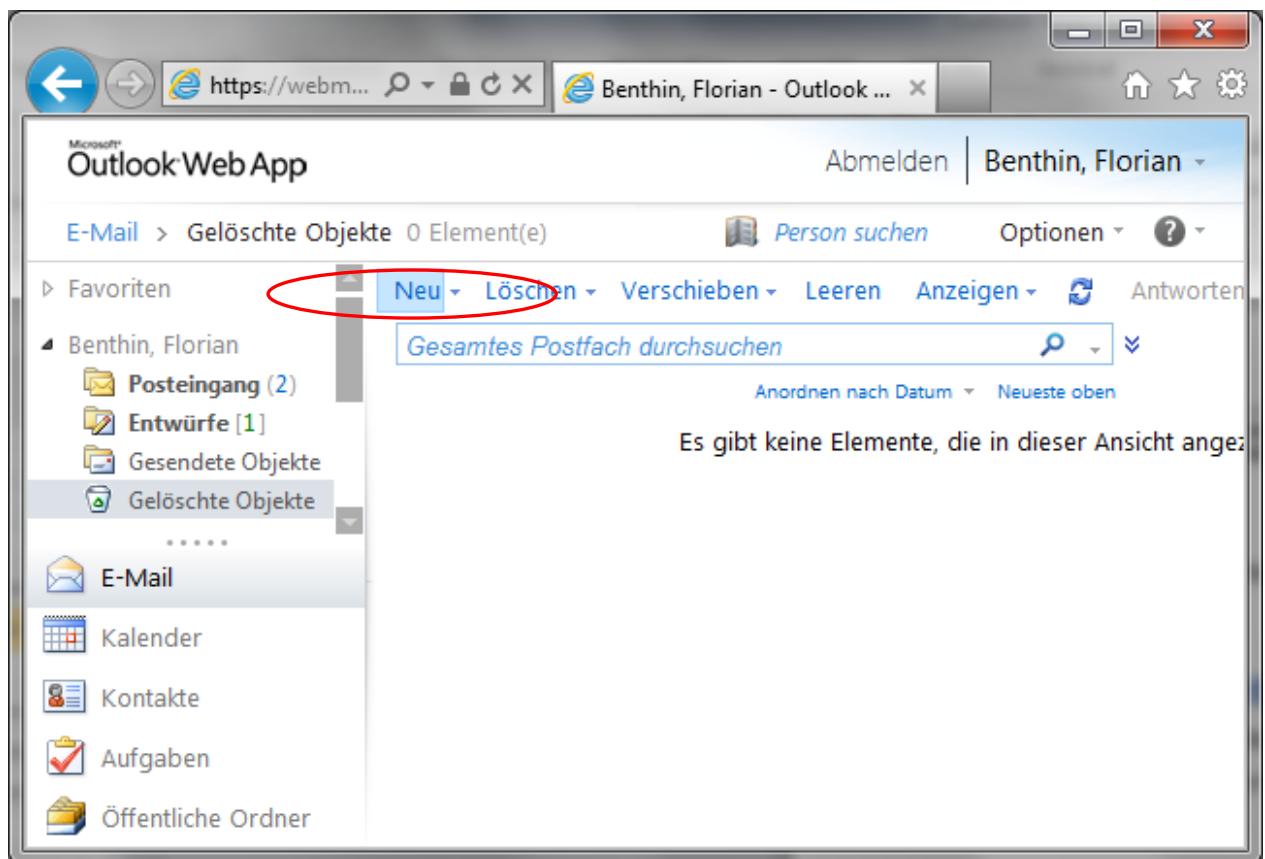 https://webm... Benthin, Florian - Outlook ...
Microsoft®
Outlook Web App Abmelden Benthin, Florian
E-Mail > Gelöschte Objekte 0 Element(e) Person suchen Optionen ?
Favoriten Neu Löschen Verschieben Leeren Anzeigen Antworten
Benthin, Florian Gesamtes Postfach durchsuchen
Posteingang (2) Anordnen nach Datum Neueste oben
Entwürfe [1] Es gibt keine Elemente, die in dieser Ansicht angez
Gesendete Objekte
Gelöschte Objekte
E-Mail
Kalender
Kontakte
Aufgaben
Öffentliche Ordner